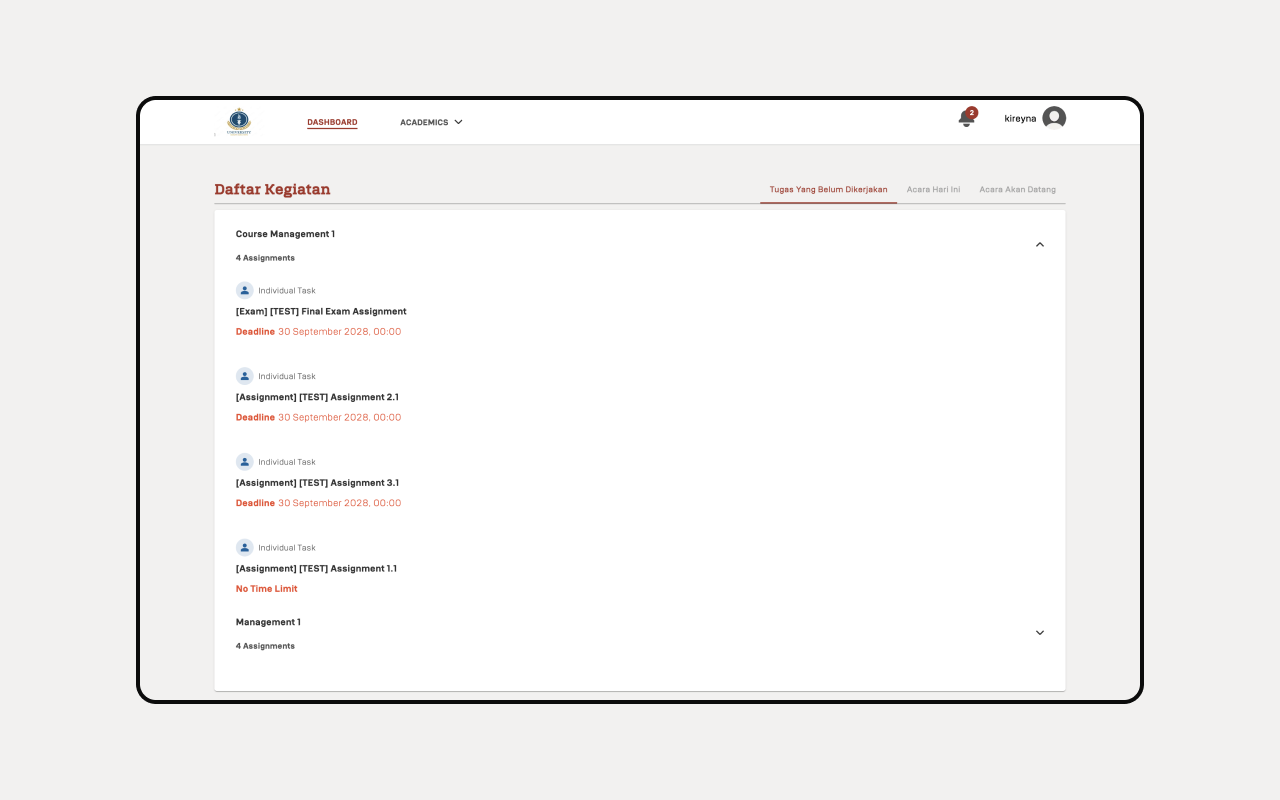 UNIVERSITY
DASHBOARD
ACADEMICS
2
kireyna
Daftar Kegiatan
Tugas Yang Belum Dikerjakan
Acara Hari Ini
Acara Akan Datang
Course Management 1
4 Assignments
Individual Task
[Exam] [TEST] Final Exam Assignment
Deadline 30 September 2028, 00:00
Individual Task
[Assignment] [TEST] Assignment 2.1
Deadline 30 September 2028, 00:00
Individual Task
[Assignment] [TEST] Assignment 3.1
Deadline 30 September 2028, 00:00
Individual Task
[Assignment] [TEST] Assignment 1.1
No Time Limit
Management 1
4 Assignments